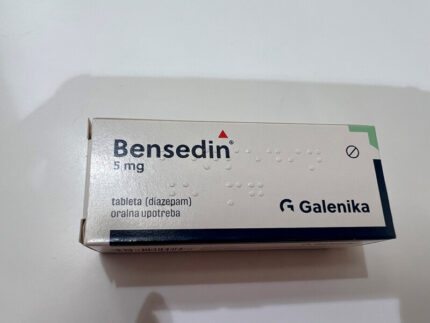 Bensedin®
5 mg
tableta (diazepam)
oralna upotreba
Galenika